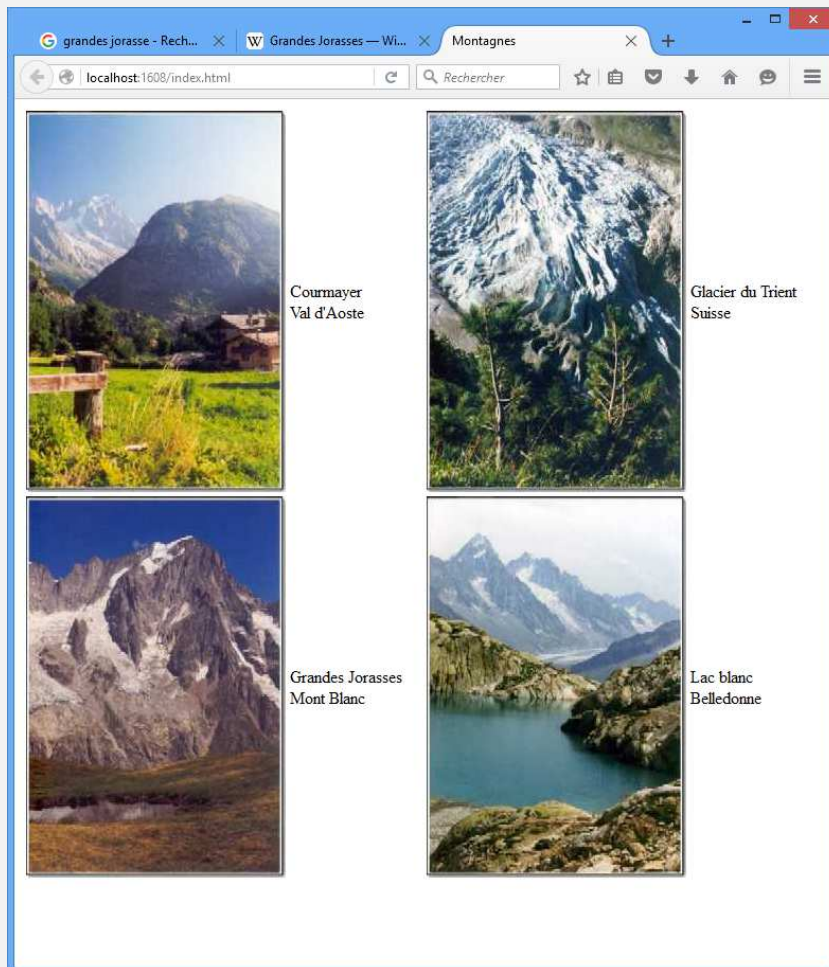 grandes jorasse - Rech...
Grandes Jorasses — Wi...
Montagnes
localhost:1608/index.html
Rechercher
Courmayer
Val d'Aoste
Glacier du Trient
Suisse
Grandes Jorasses
Mont Blanc
Lac blanc
Belledonne